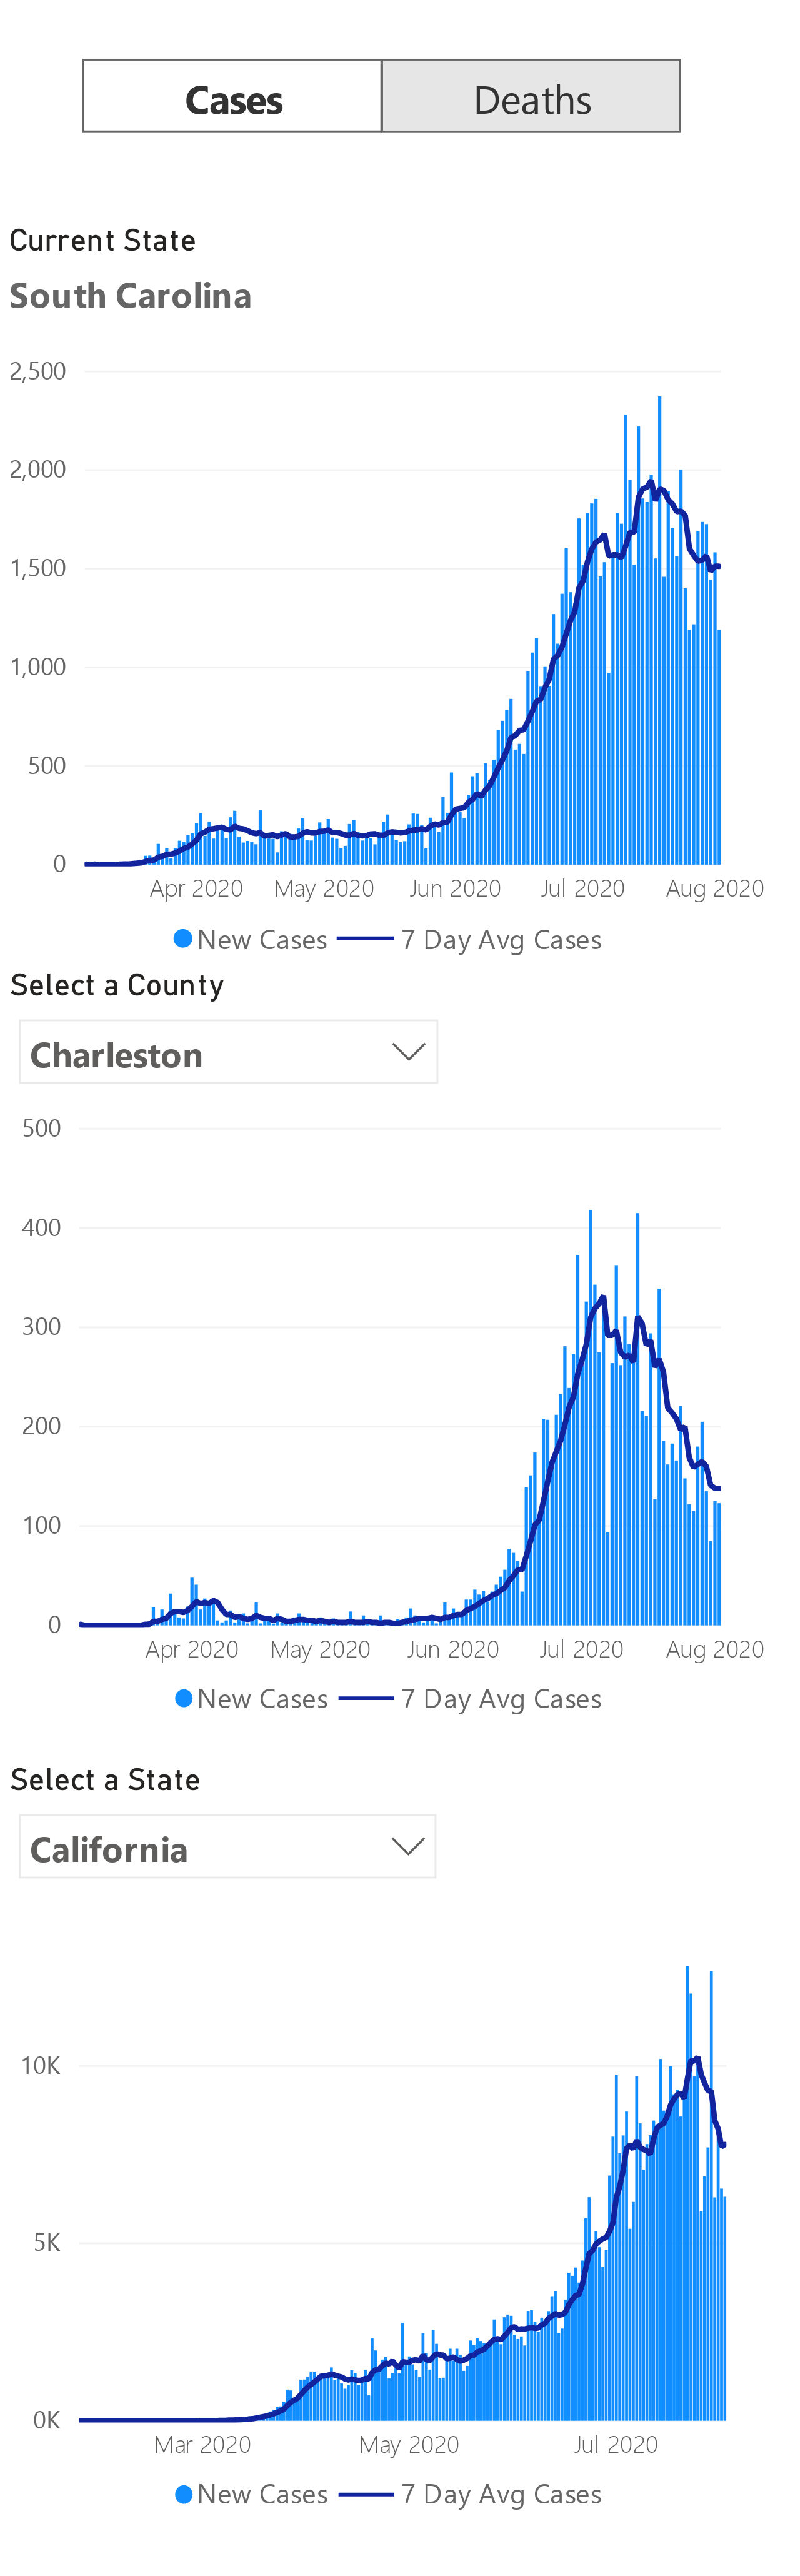 Cases Deaths
Current State
South Carolina
2,500
2,000
1,500
1,000
500
0
Apr 2020 May 2020 Jun 2020 Jul 2020 Aug 2020
New Cases 7 Day Avg Cases
Select a County
Charleston
500
400
300
200
100
0
Apr 2020 May 2020 Jun 2020 Jul 2020 Aug 2020
New Cases 7 Day Avg Cases
Select a State
California
10K
5K
0K
Mar 2020 May 2020 Jul 2020
New Cases 7 Day Avg Cases